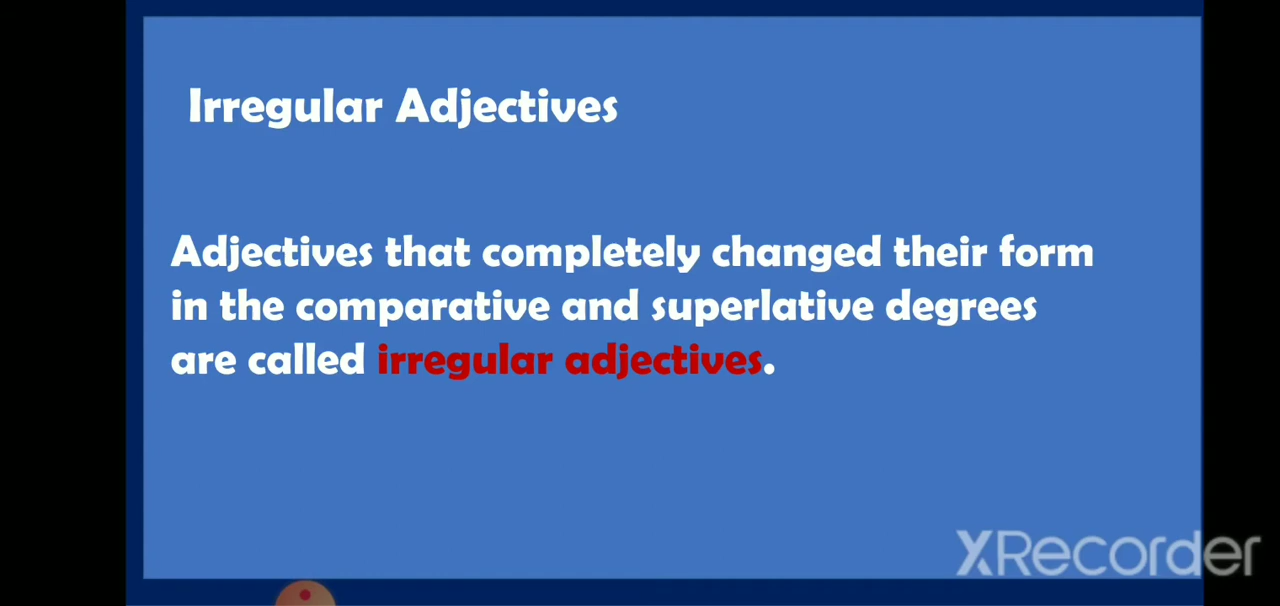 Irregular Adjectives
Adjectives that completely changed their form
in the comparative and superlative degrees
are called irregular adjectives.
XRecorder